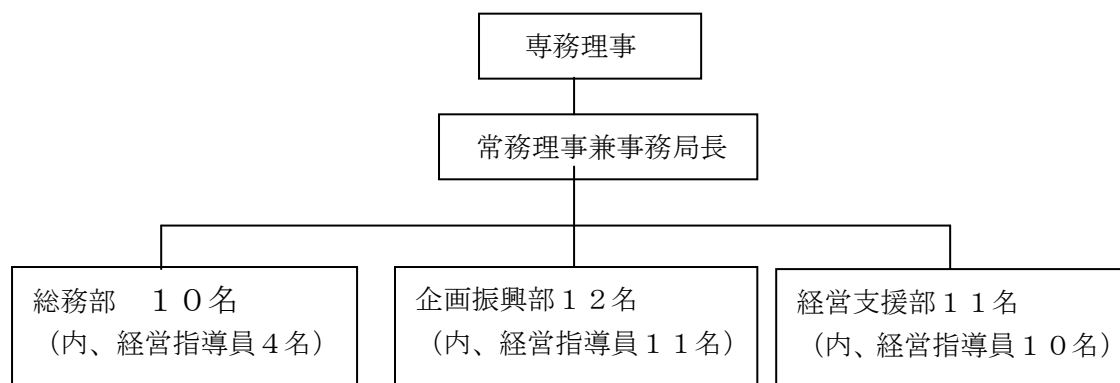 専務理事
常務理事兼事務局長
総務部　１０名
（内、経営指導員４名）
企画振興部１２名
（内、経営指導員１１名）
経営支援部１１名
（内、経営指導員１０名）